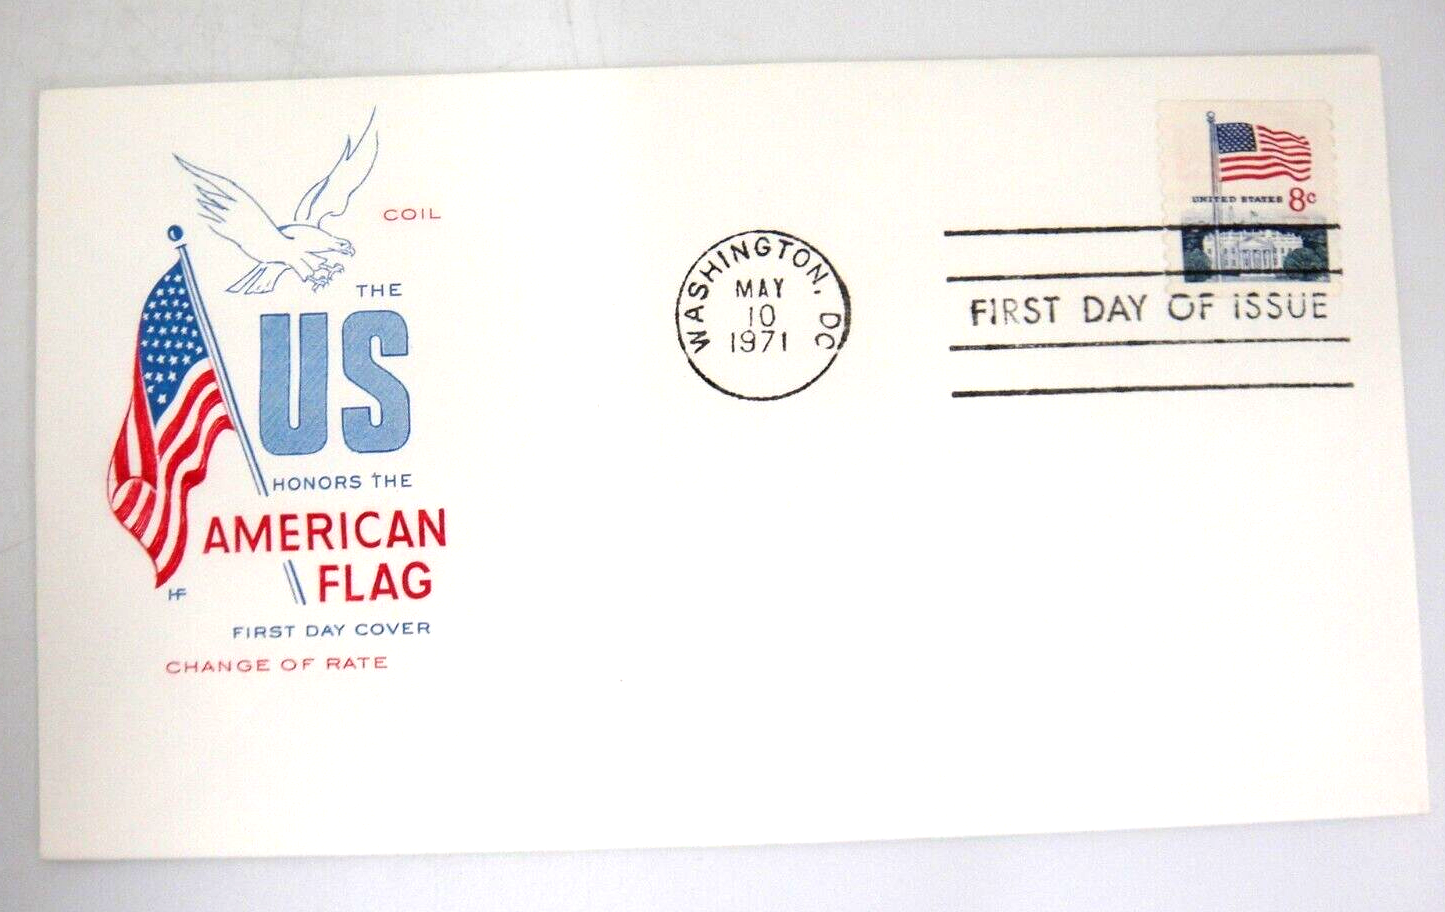 COIL
THE
US
HONORS THE
AMERICAN
FLAG
HF
FIRST DAY COVER
CHANGE OF RATE
WASHINGTON, DC
MAY
10
1971
UNITED STATES 8c
FIRST DAY OF ISSUE